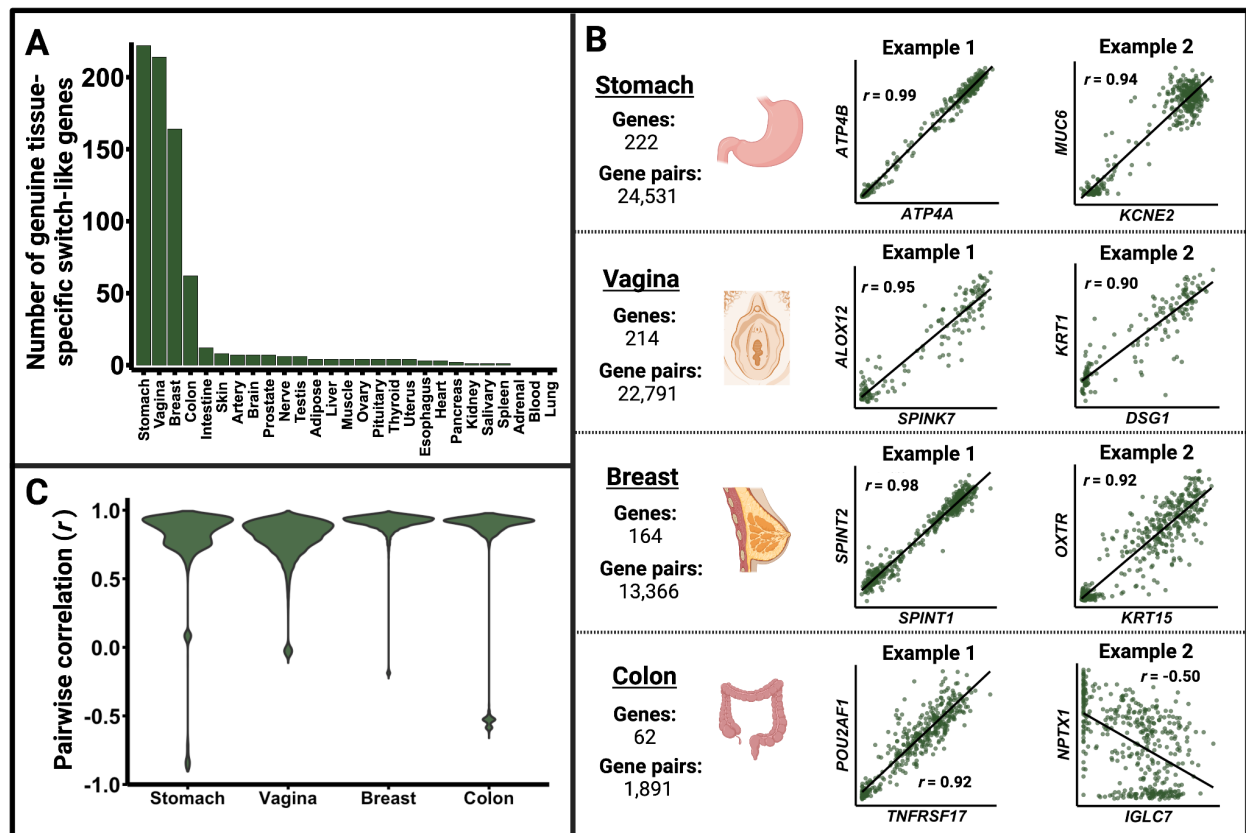 A
Number of genuine tissue-
specific switch-like genes
200
150
100
50
0
Stomach
Vagina
Breast
Colon
Intestine
Skin
Artery
Brain
Prostate
Nerve
Testis
Adipose
Liver
Muscle
Ovary
Pituitary
Thyroid
Uterus
Esophagus
Heart
Pancreas
Kidney
Salivary
Spleen
Adrenal
Blood
Lung
B
Stomach
Genes:
222
Gene pairs:
24,531
Example 1
r = 0.99
ATP4B
ATP4A
Example 2
r = 0.94
MUC6
KCNE2
Vagina
Genes:
214
Gene pairs:
22,791
Example 1
r = 0.95
ALOX12
SPINK7
Example 2
r = 0.90
KRT1
DSG1
Breast
Genes:
164
Gene pairs:
13,366
Example 1
r = 0.98
SPINT2
SPINT1
Example 2
r = 0.92
OXTR
KRT15
Colon
Genes:
62
Gene pairs:
1,891
Example 1
r = 0.92
POU2AF1
TNFRSF17
Example 2
r = -0.50
NPTX1
IGLC7
C
Pairwise correlation (r)
1.0
0.5
0.0
-0.5
-1.0
Stomach
Vagina
Breast
Colon